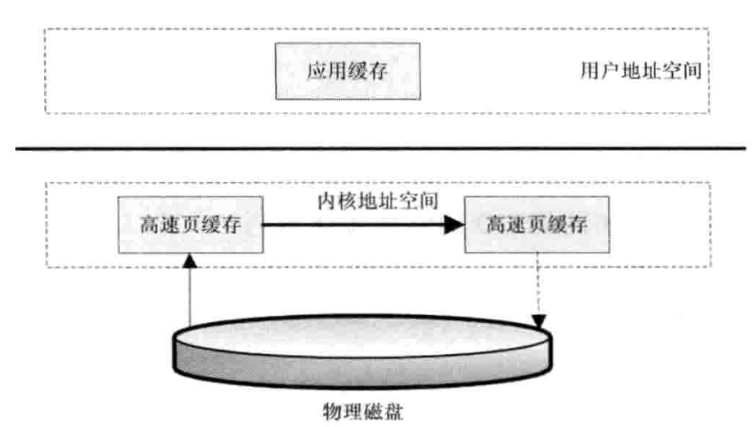 应用缓存
用户地址空间
内核地址空间
高速页缓存
高速页缓存
物理磁盘